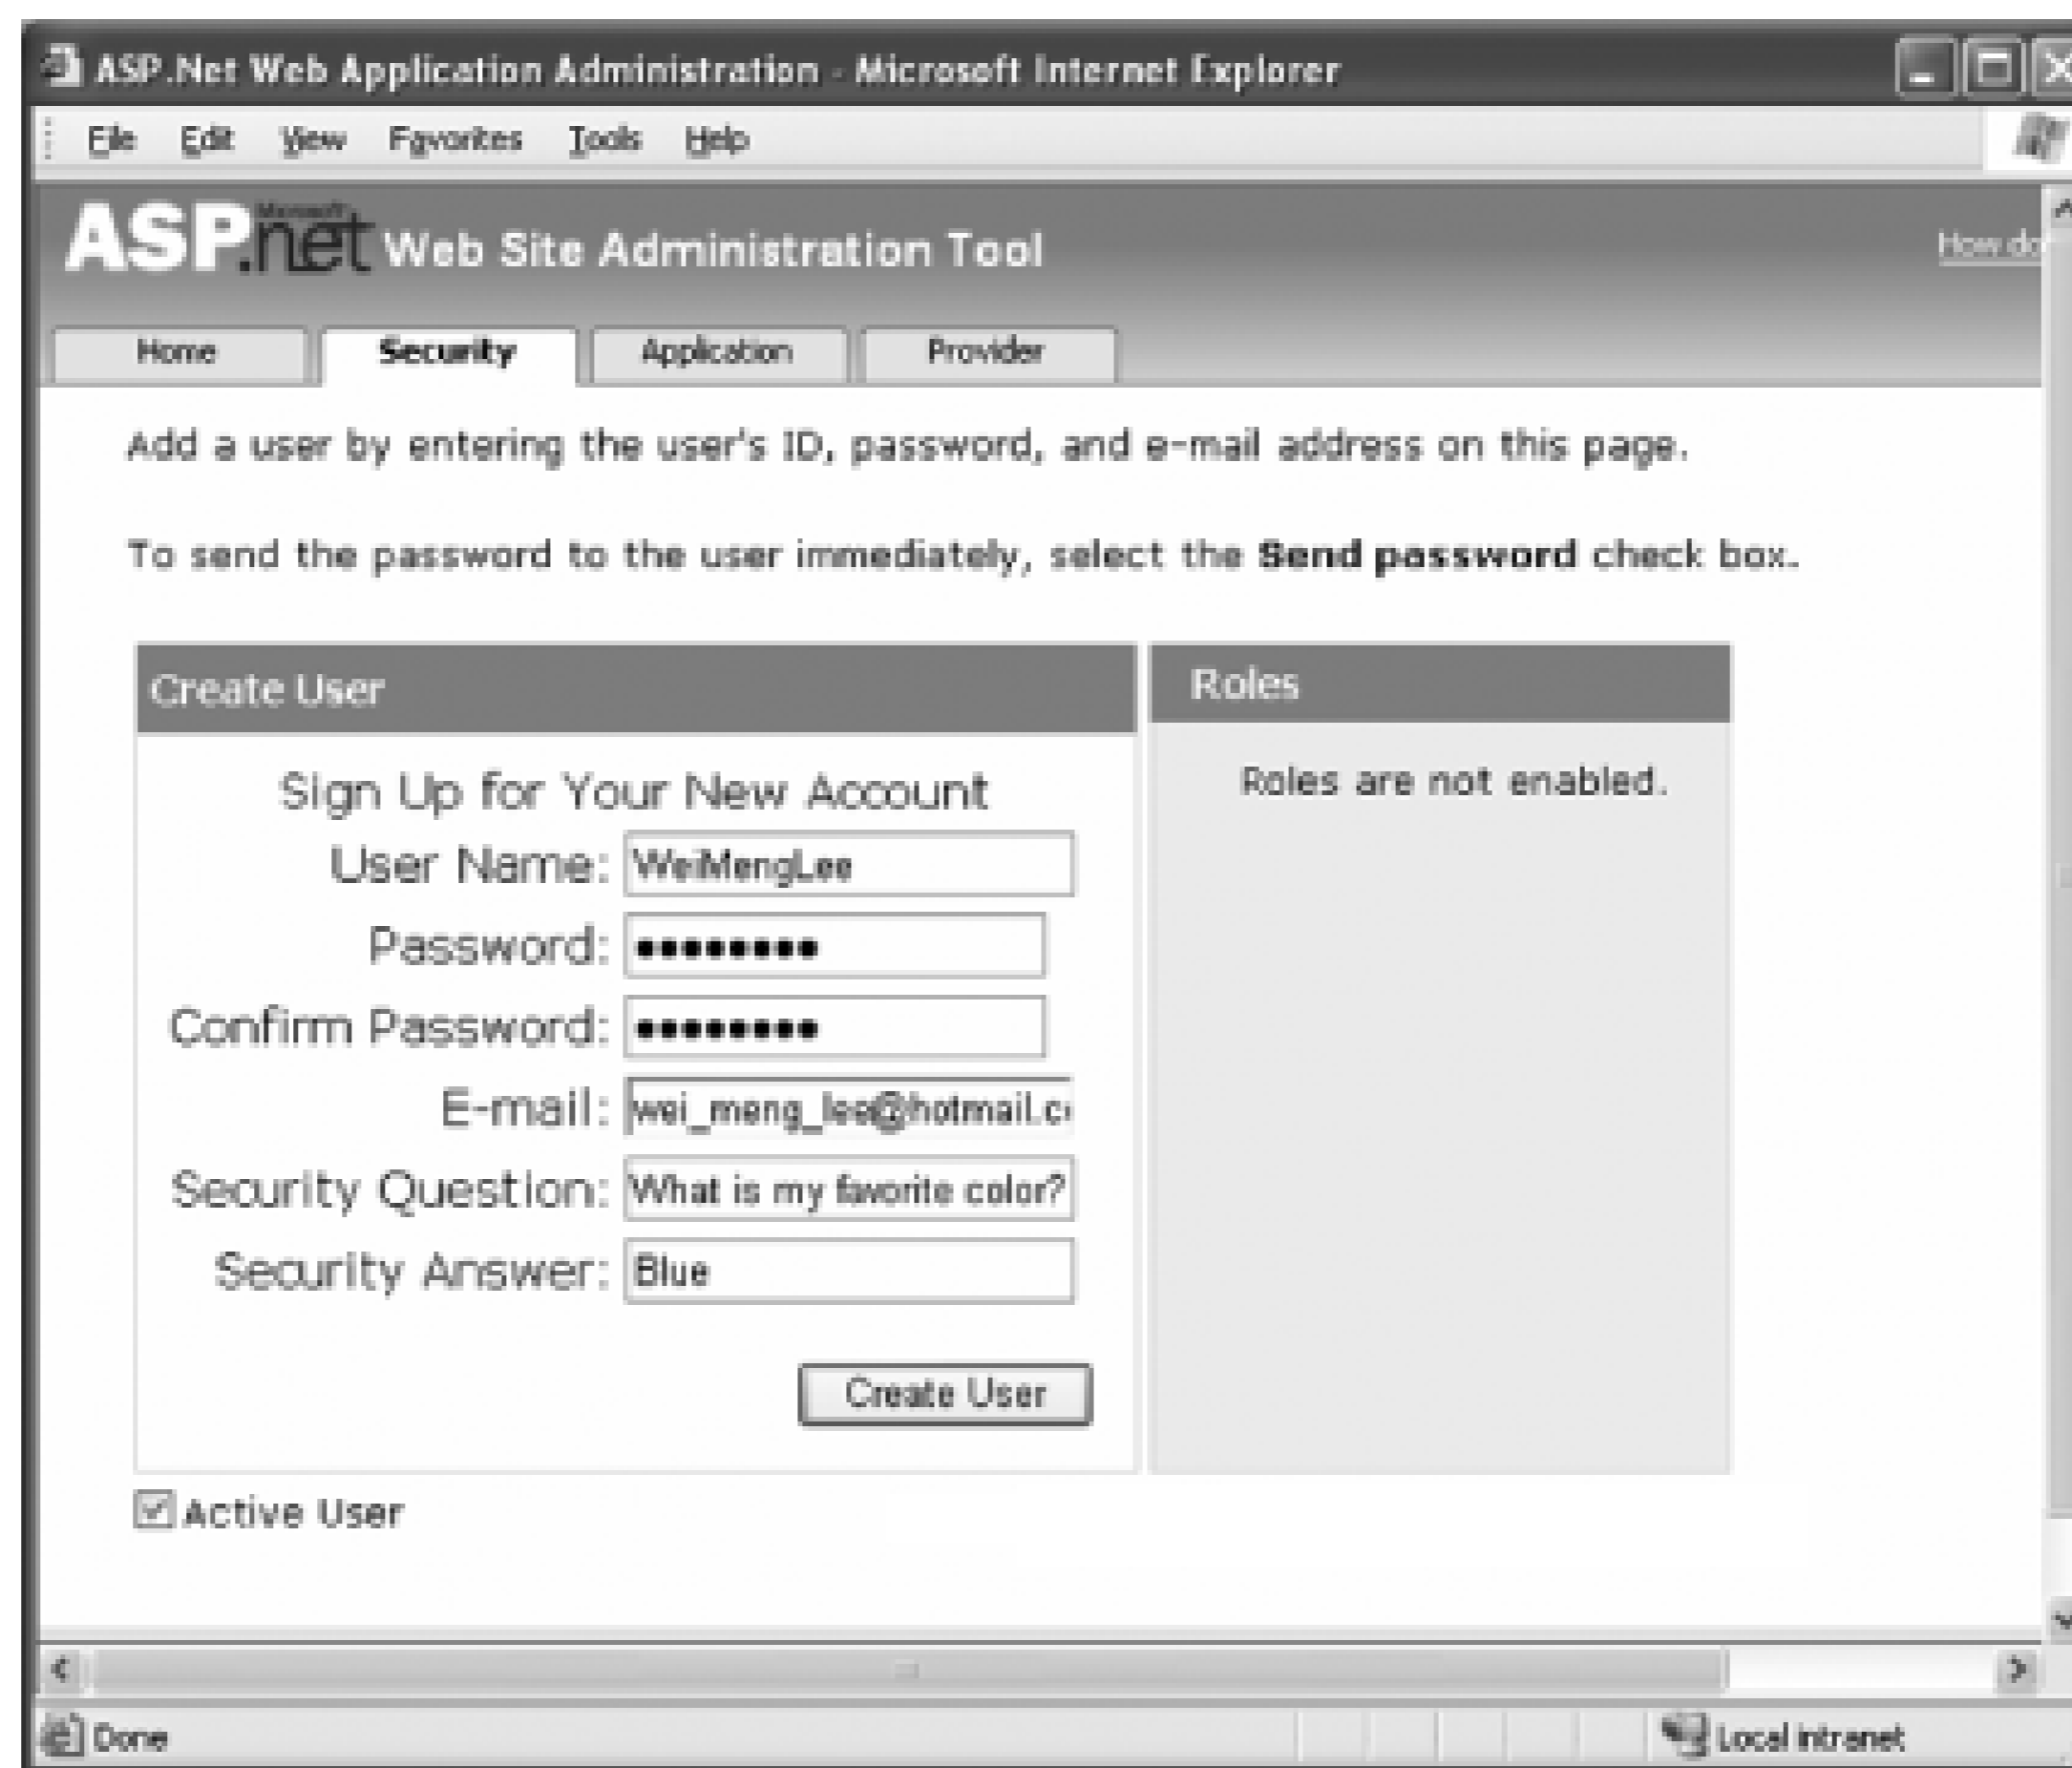 ASP.Net Web Application Administration - Microsoft Internet Explorer
File Edit View Favorites Tools Help
Microsoft
ASP.net Web Site Administration Tool
How do
Home Security Application Provider
Add a user by entering the user's ID, password, and e-mail address on this page.
To send the password to the user immediately, select the Send password check box.
Create User
Roles
Sign Up for Your New Account
Roles are not enabled.
User Name: WeiMengLee
Password: ••••••••
Confirm Password: ••••••••
E-mail: wei_meng_lee@hotmail.c
Security Question: What is my favorite color?
Security Answer: Blue
Create User
Active User
Done
Local intranet